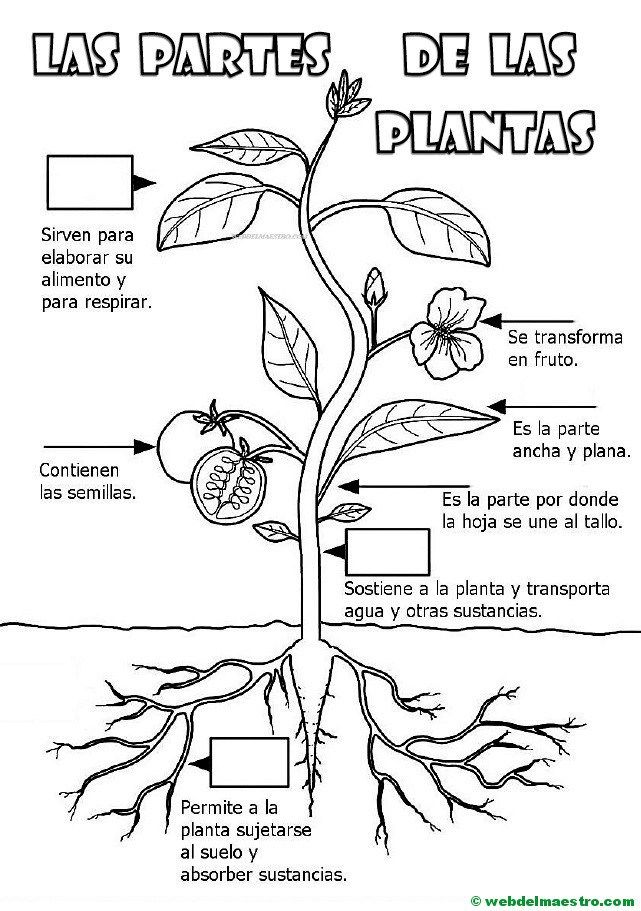 LAS PARTES DE LAS
PLANTAS
Sirven para
elaborar su
alimento y
para respirar.
WEBDELMAESTRO.COM
Se transforma
en fruto.
Es la parte
ancha y plana.
Contienen
las semillas.
Es la parte por donde
la hoja se une al tallo.
Sostiene a la planta y transporta
agua y otras sustancias.
Permite a la
planta sujetarse
al suelo y
absorber sustancias.
© webdelmaestro.com